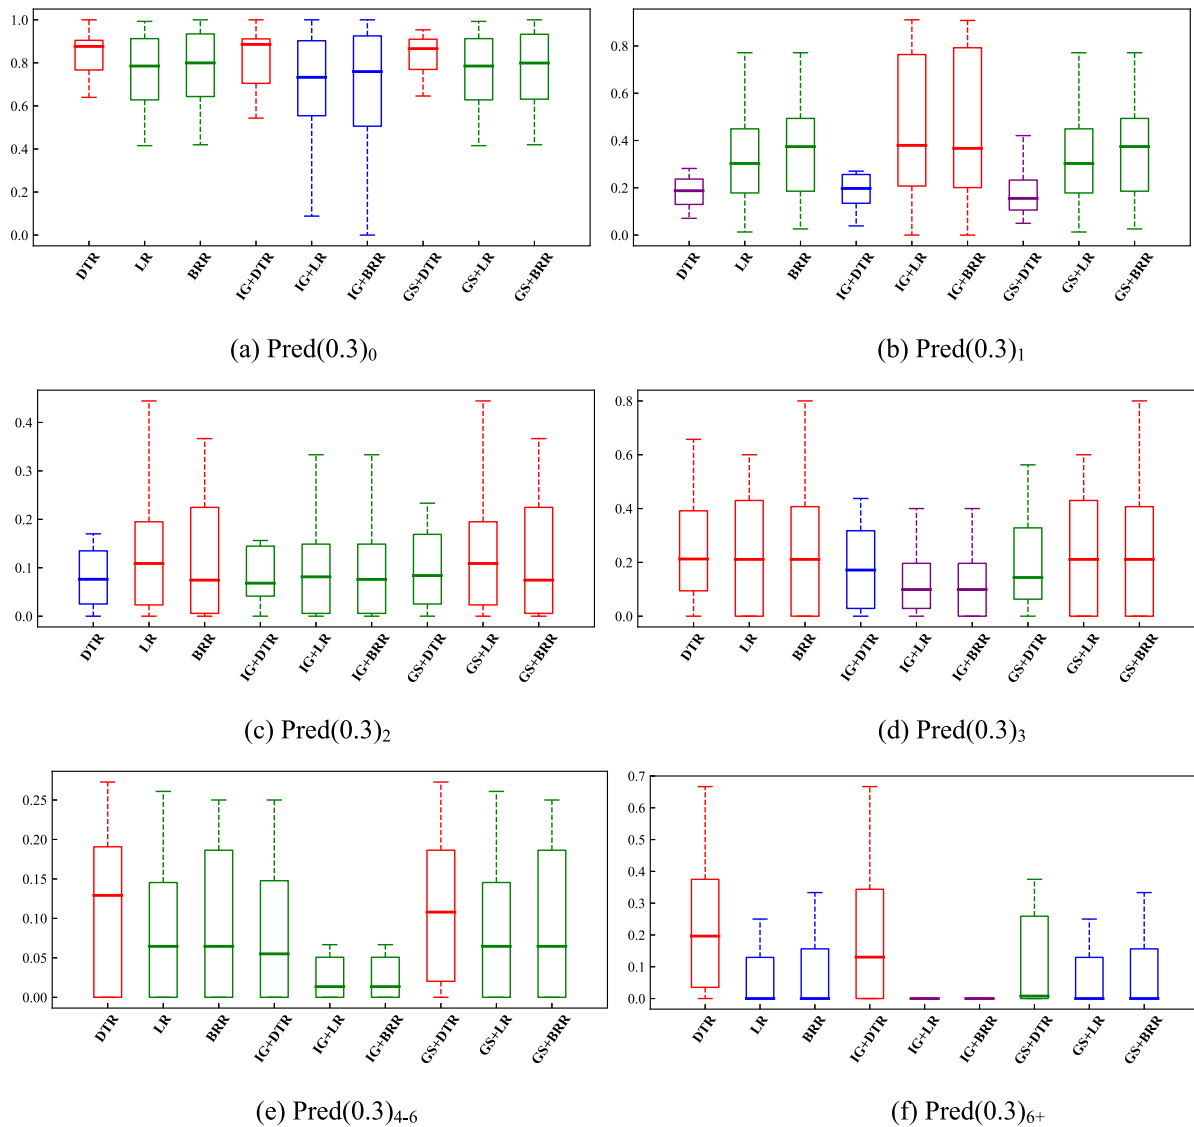 1.0
0.8
0.6
0.4
0.2
0.0
DTR
LR
BRR
IG+DTR
IG+LR
IG+BRR
GS+DTR
GS+LR
GS+BRR
(a) Pred(0.3)0
0.8
0.6
0.4
0.2
0.0
DTR
LR
BRR
IG+DTR
IG+LR
IG+BRR
GS+DTR
GS+LR
GS+BRR
(b) Pred(0.3)1
0.4
0.3
0.2
0.1
0.0
DTR
LR
BRR
IG+DTR
IG+LR
IG+BRR
GS+DTR
GS+LR
GS+BRR
(c) Pred(0.3)2
0.8
0.6
0.4
0.2
0.0
DTR
LR
BRR
IG+DTR
IG+LR
IG+BRR
GS+DTR
GS+LR
GS+BRR
(d) Pred(0.3)3
0.25
0.20
0.15
0.10
0.05
0.00
DTR
LR
BRR
IG+DTR
IG+LR
IG+BRR
GS+DTR
GS+LR
GS+BRR
(e) Pred(0.3)4-6
0.7
0.6
0.5
0.4
0.3
0.2
0.1
0.0
DTR
LR
BRR
IG+DTR
IG+LR
IG+BRR
GS+DTR
GS+LR
GS+BRR
(f) Pred(0.3)6+